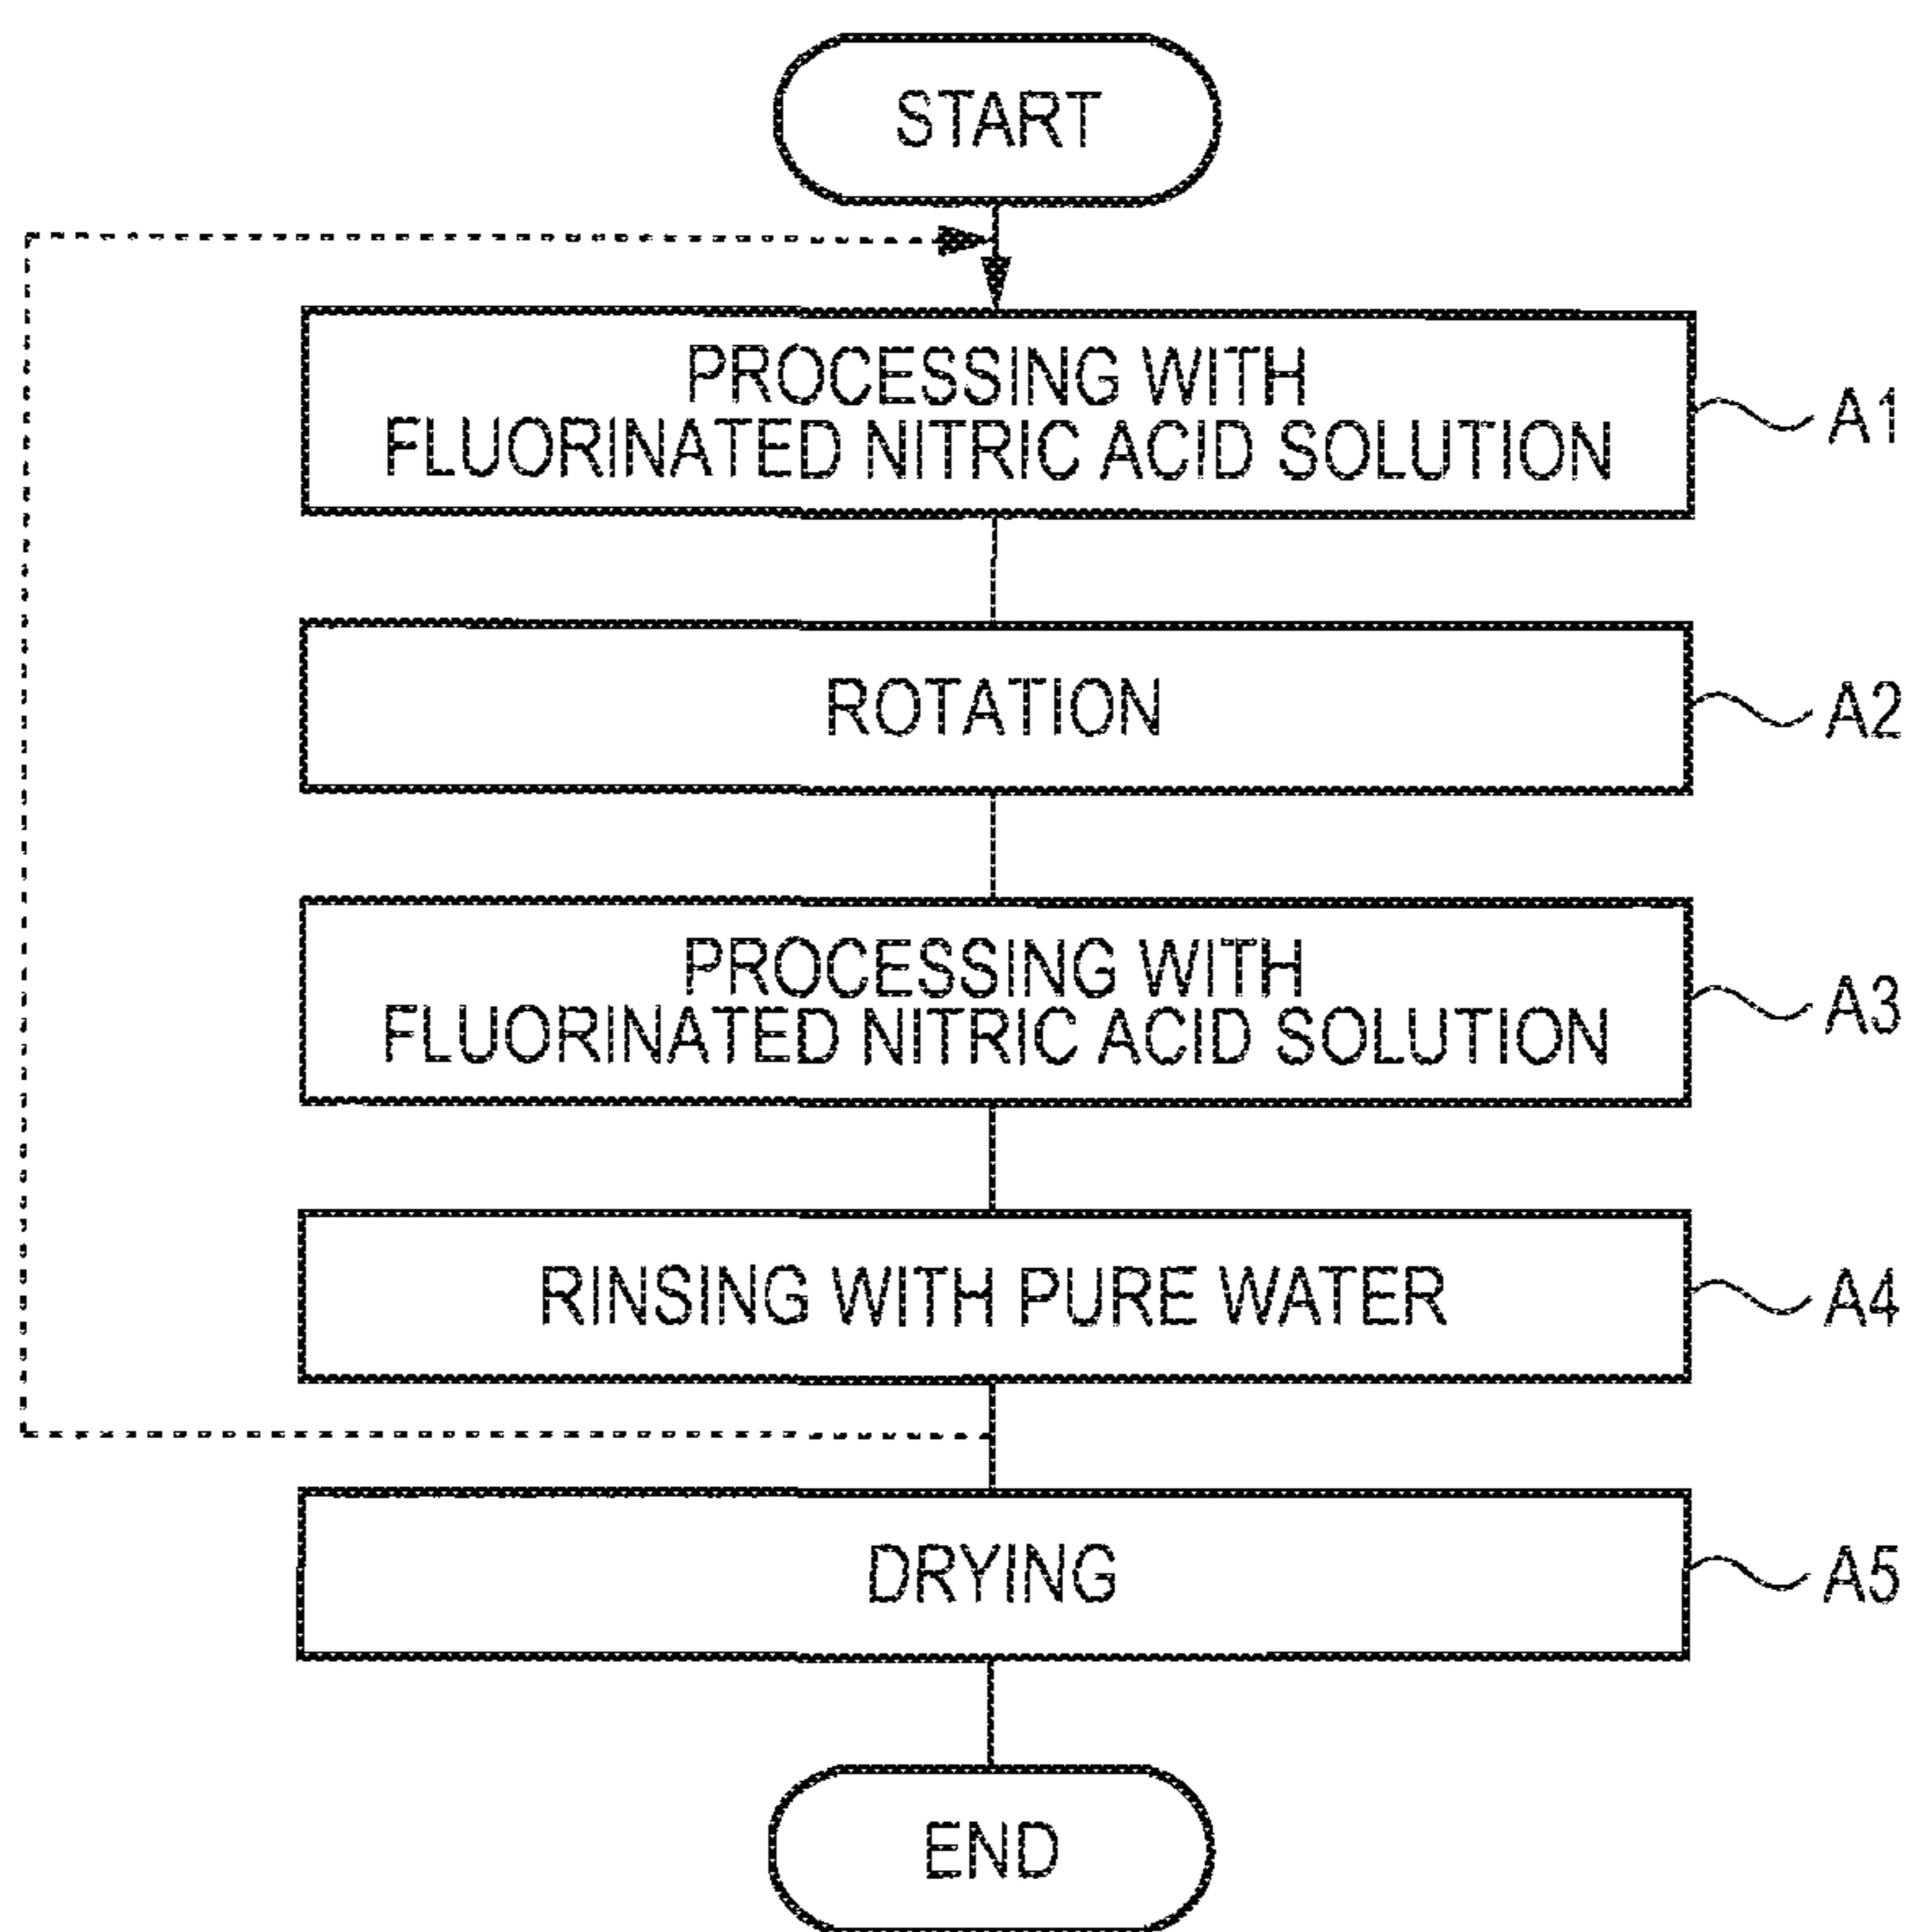 START
PROCESSING WITH
FLUORINATED NITRIC ACID SOLUTION
A1
ROTATION
A2
PROCESSING WITH
FLUORINATED NITRIC ACID SOLUTION
A3
RINSING WITH PURE WATER
A4
DRYING
A5
END